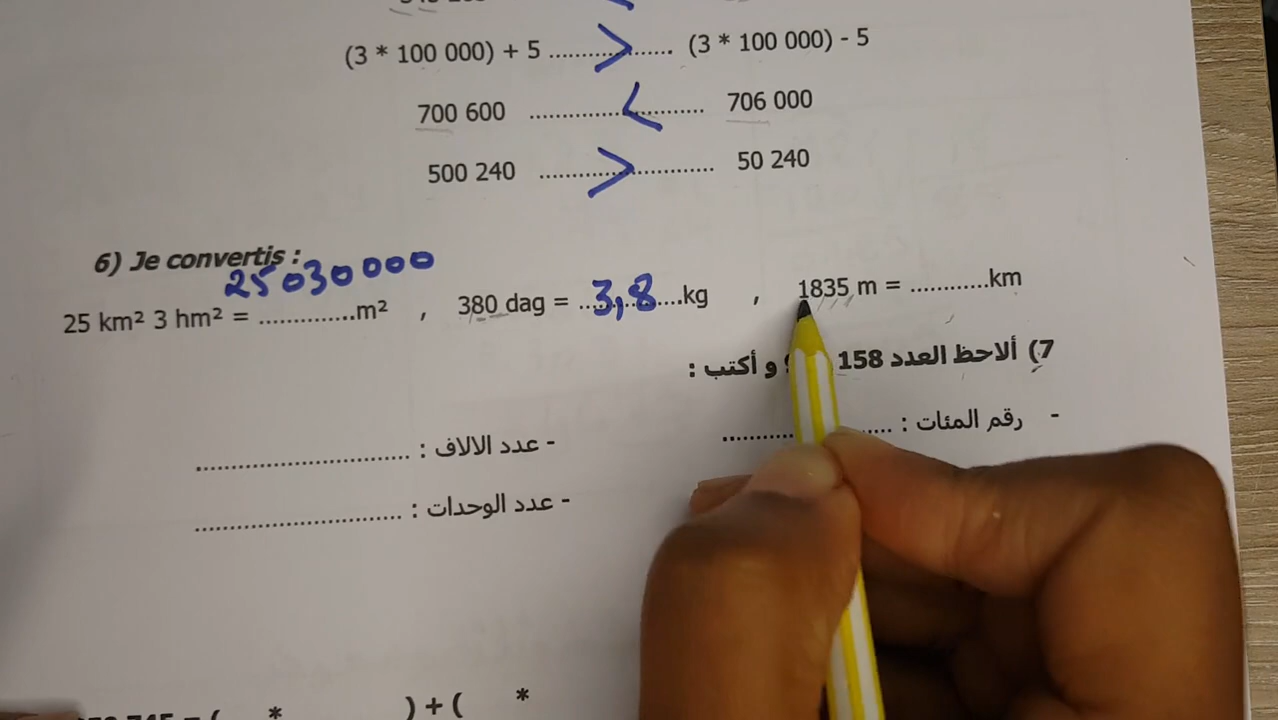 (3 * 100 000) + 5 ...................> ....... (3 * 100 000) - 5
700 600 ...............<............ 706 000
500 240 .............>............. 50 240
6) Je convertis :
25030000
25 km² 3 hm² = .............m² , 380 dag = ...3,8....kg , 1835 m = ............km
7) ألاحظ العدد 158 و أكتب :
- رقم المئات : ...................
- عدد الالاف : ................................
- عدد الوحدات : ...............................
745 = ( * ) + ( *